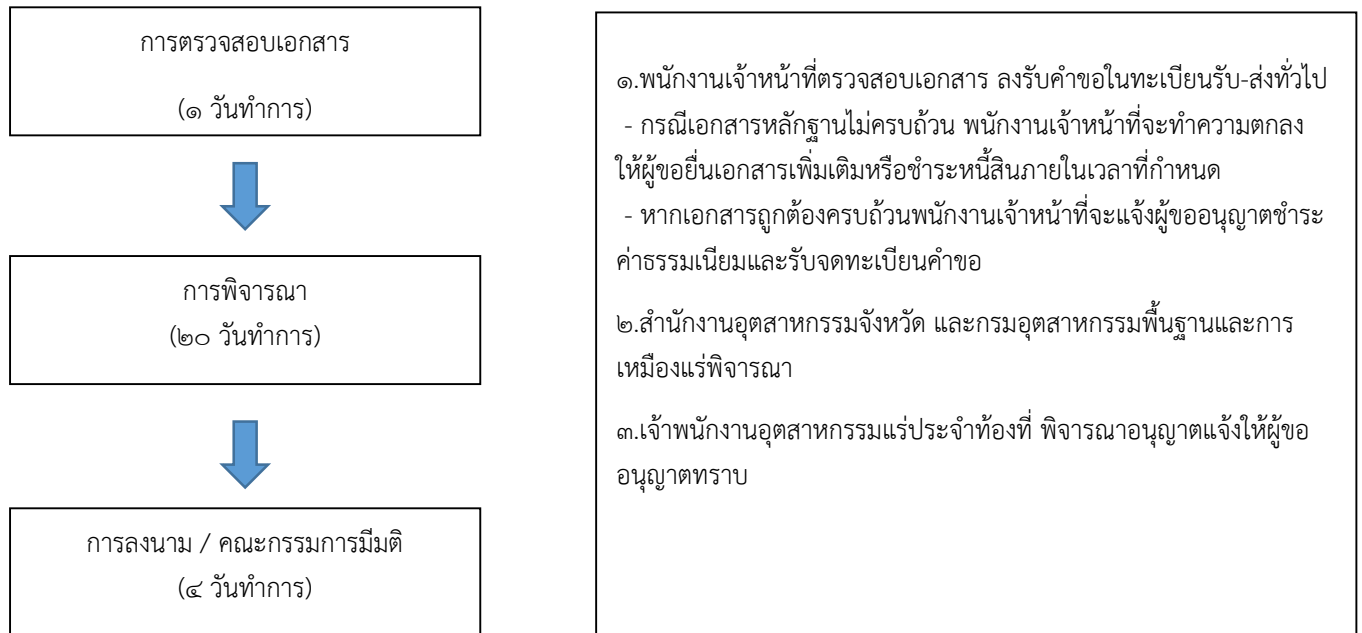 การตรวจสอบเอกสาร
(๑ วันทำการ)
การพิจารณา
(๒๐ วันทำการ)
การลงนาม / คณะกรรมการมีมติ
(๔ วันทำการ)
๑.พนักงานเจ้าหน้าที่ตรวจสอบเอกสาร ลงรับคำขอในทะเบียนรับ-ส่งทั่วไป
- กรณีเอกสารหลักฐานไม่ครบถ้วน พนักงานเจ้าหน้าที่จะทำความตกลง
ให้ผู้ขอยื่นเอกสารเพิ่มเติมหรือชำระหนี้สินภายในเวลาที่กำหนด
- หากเอกสารถูกต้องครบถ้วนพนักงานเจ้าหน้าที่จะแจ้งผู้ขออนุญาตชำระ
ค่าธรรมเนียมและรับจดทะเบียนคำขอ
๒.สำนักงานอุตสาหกรรมจังหวัด และกรมอุตสาหกรรมพื้นฐานและการ
เหมืองแร่พิจารณา
๓.เจ้าพนักงานอุตสาหกรรมแร่ประจำท้องที่ พิจารณาอนุญาตแจ้งให้ผู้ขอ
อนุญาตทราบ